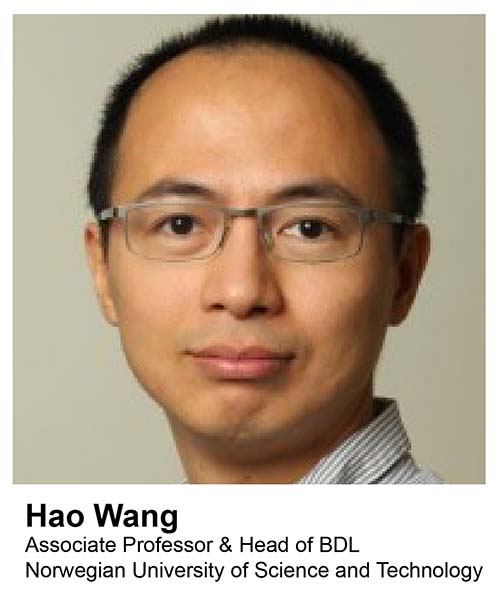 Hao Wang
Associate Professor & Head of BDL
Norwegian University of Science and Technology